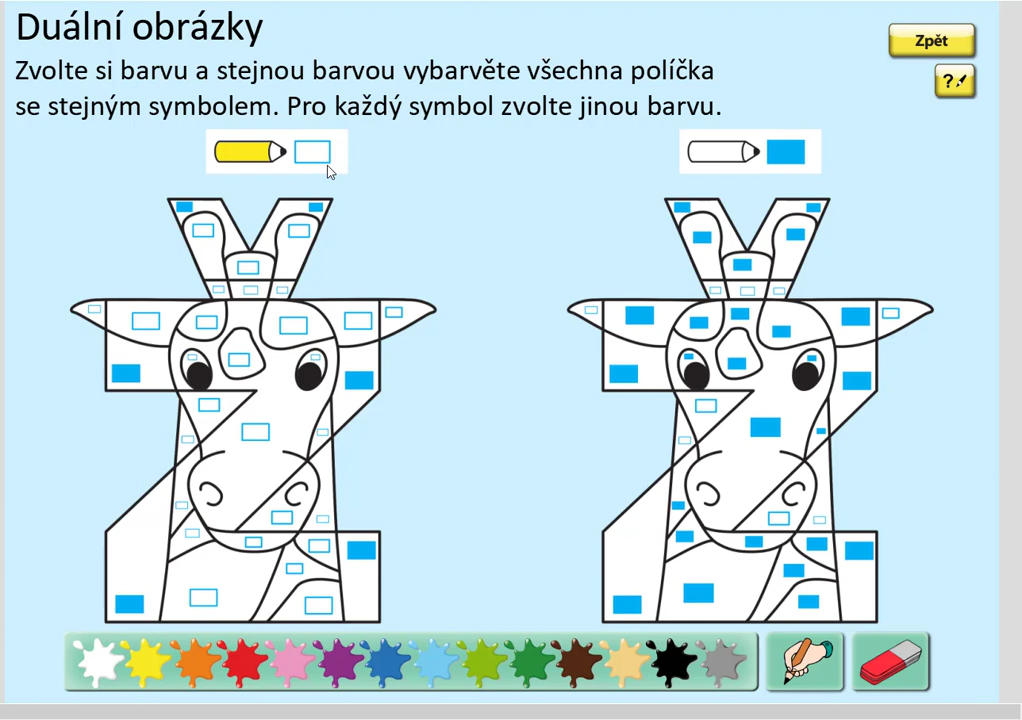 Duální obrázky
Zpět
Zvolte si barvu a stejnou barvou vybarvěte všechna políčka
?
se stejným symbolem. Pro každý symbol zvolte jinou barvu.